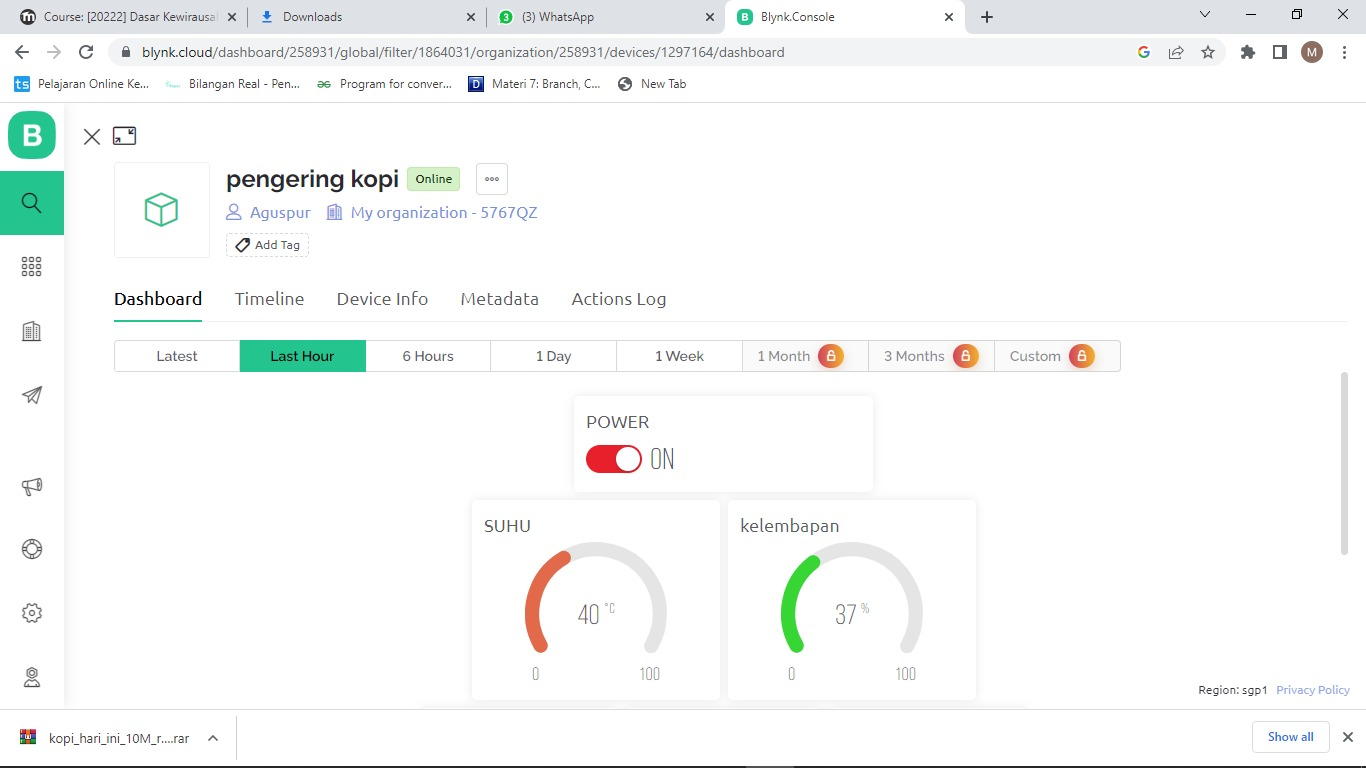 Course: [20222] Dasar Kewirausa
Downloads
3
(3) WhatsApp
B
Blynk.Console
blynk.cloud/dashboard/258931/global/filter/1864031/organization/258931/devices/1297164/dashboard
M
ts Pelajaran Online Ke...
Bilangan Real - Pen...
Program for conver...
D Materi 7: Branch, C...
New Tab
B
pengering kopi
Online
Aguspur
My organization - 5767QZ
Add Tag
Dashboard
Timeline
Device Info
Metadata
Actions Log
Latest
Last Hour
6 Hours
1 Day
1 Week
1 Month
3 Months
Custom
POWER
ON
SUHU
40 °C
0
100
kelembapan
37 %
0
100
Region: sgp1 Privacy Policy
kopi_hari_ini_10M_r....rar
Show all